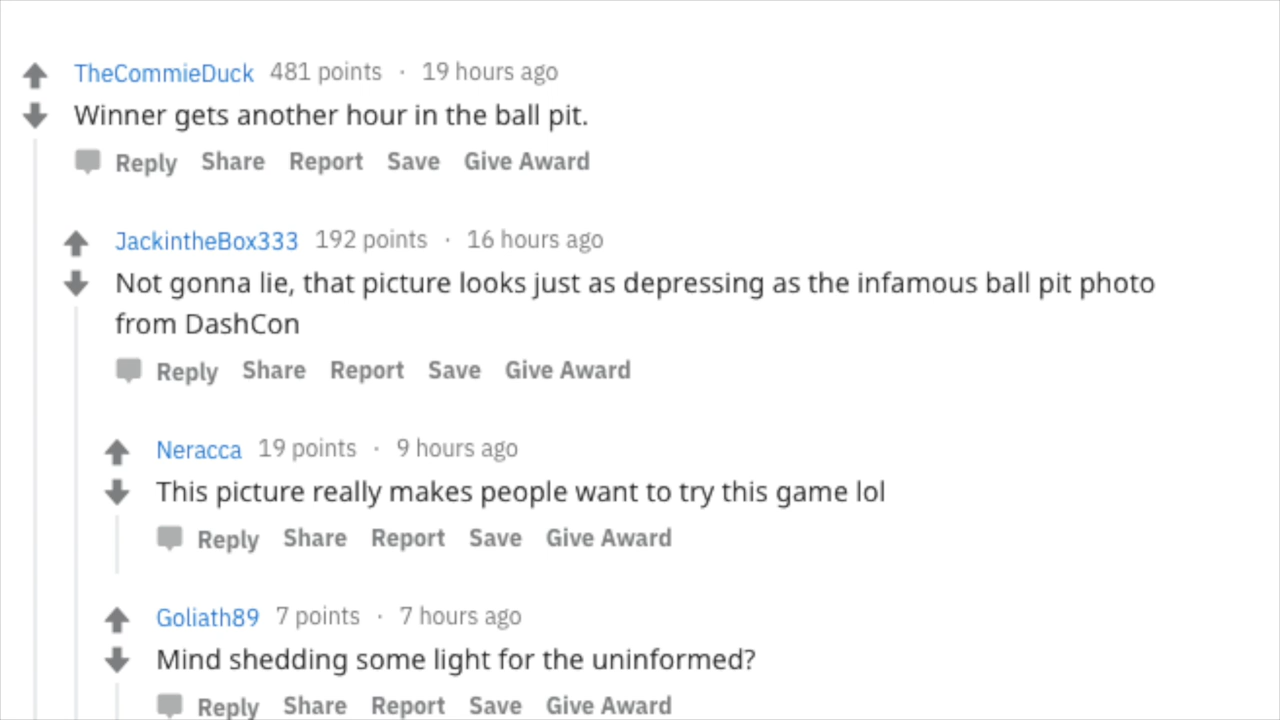 TheCommieDuck 481 points · 19 hours ago
Winner gets another hour in the ball pit.
Reply Share Report Save Give Award
JackintheBox333 192 points · 16 hours ago
Not gonna lie, that picture looks just as depressing as the infamous ball pit photo
from DashCon
Reply Share Report Save Give Award
Neracca 19 points · 9 hours ago
This picture really makes people want to try this game lol
Reply Share Report Save Give Award
Goliath89 7 points · 7 hours ago
Mind shedding some light for the uninformed?
Reply Share Report Save Give Award